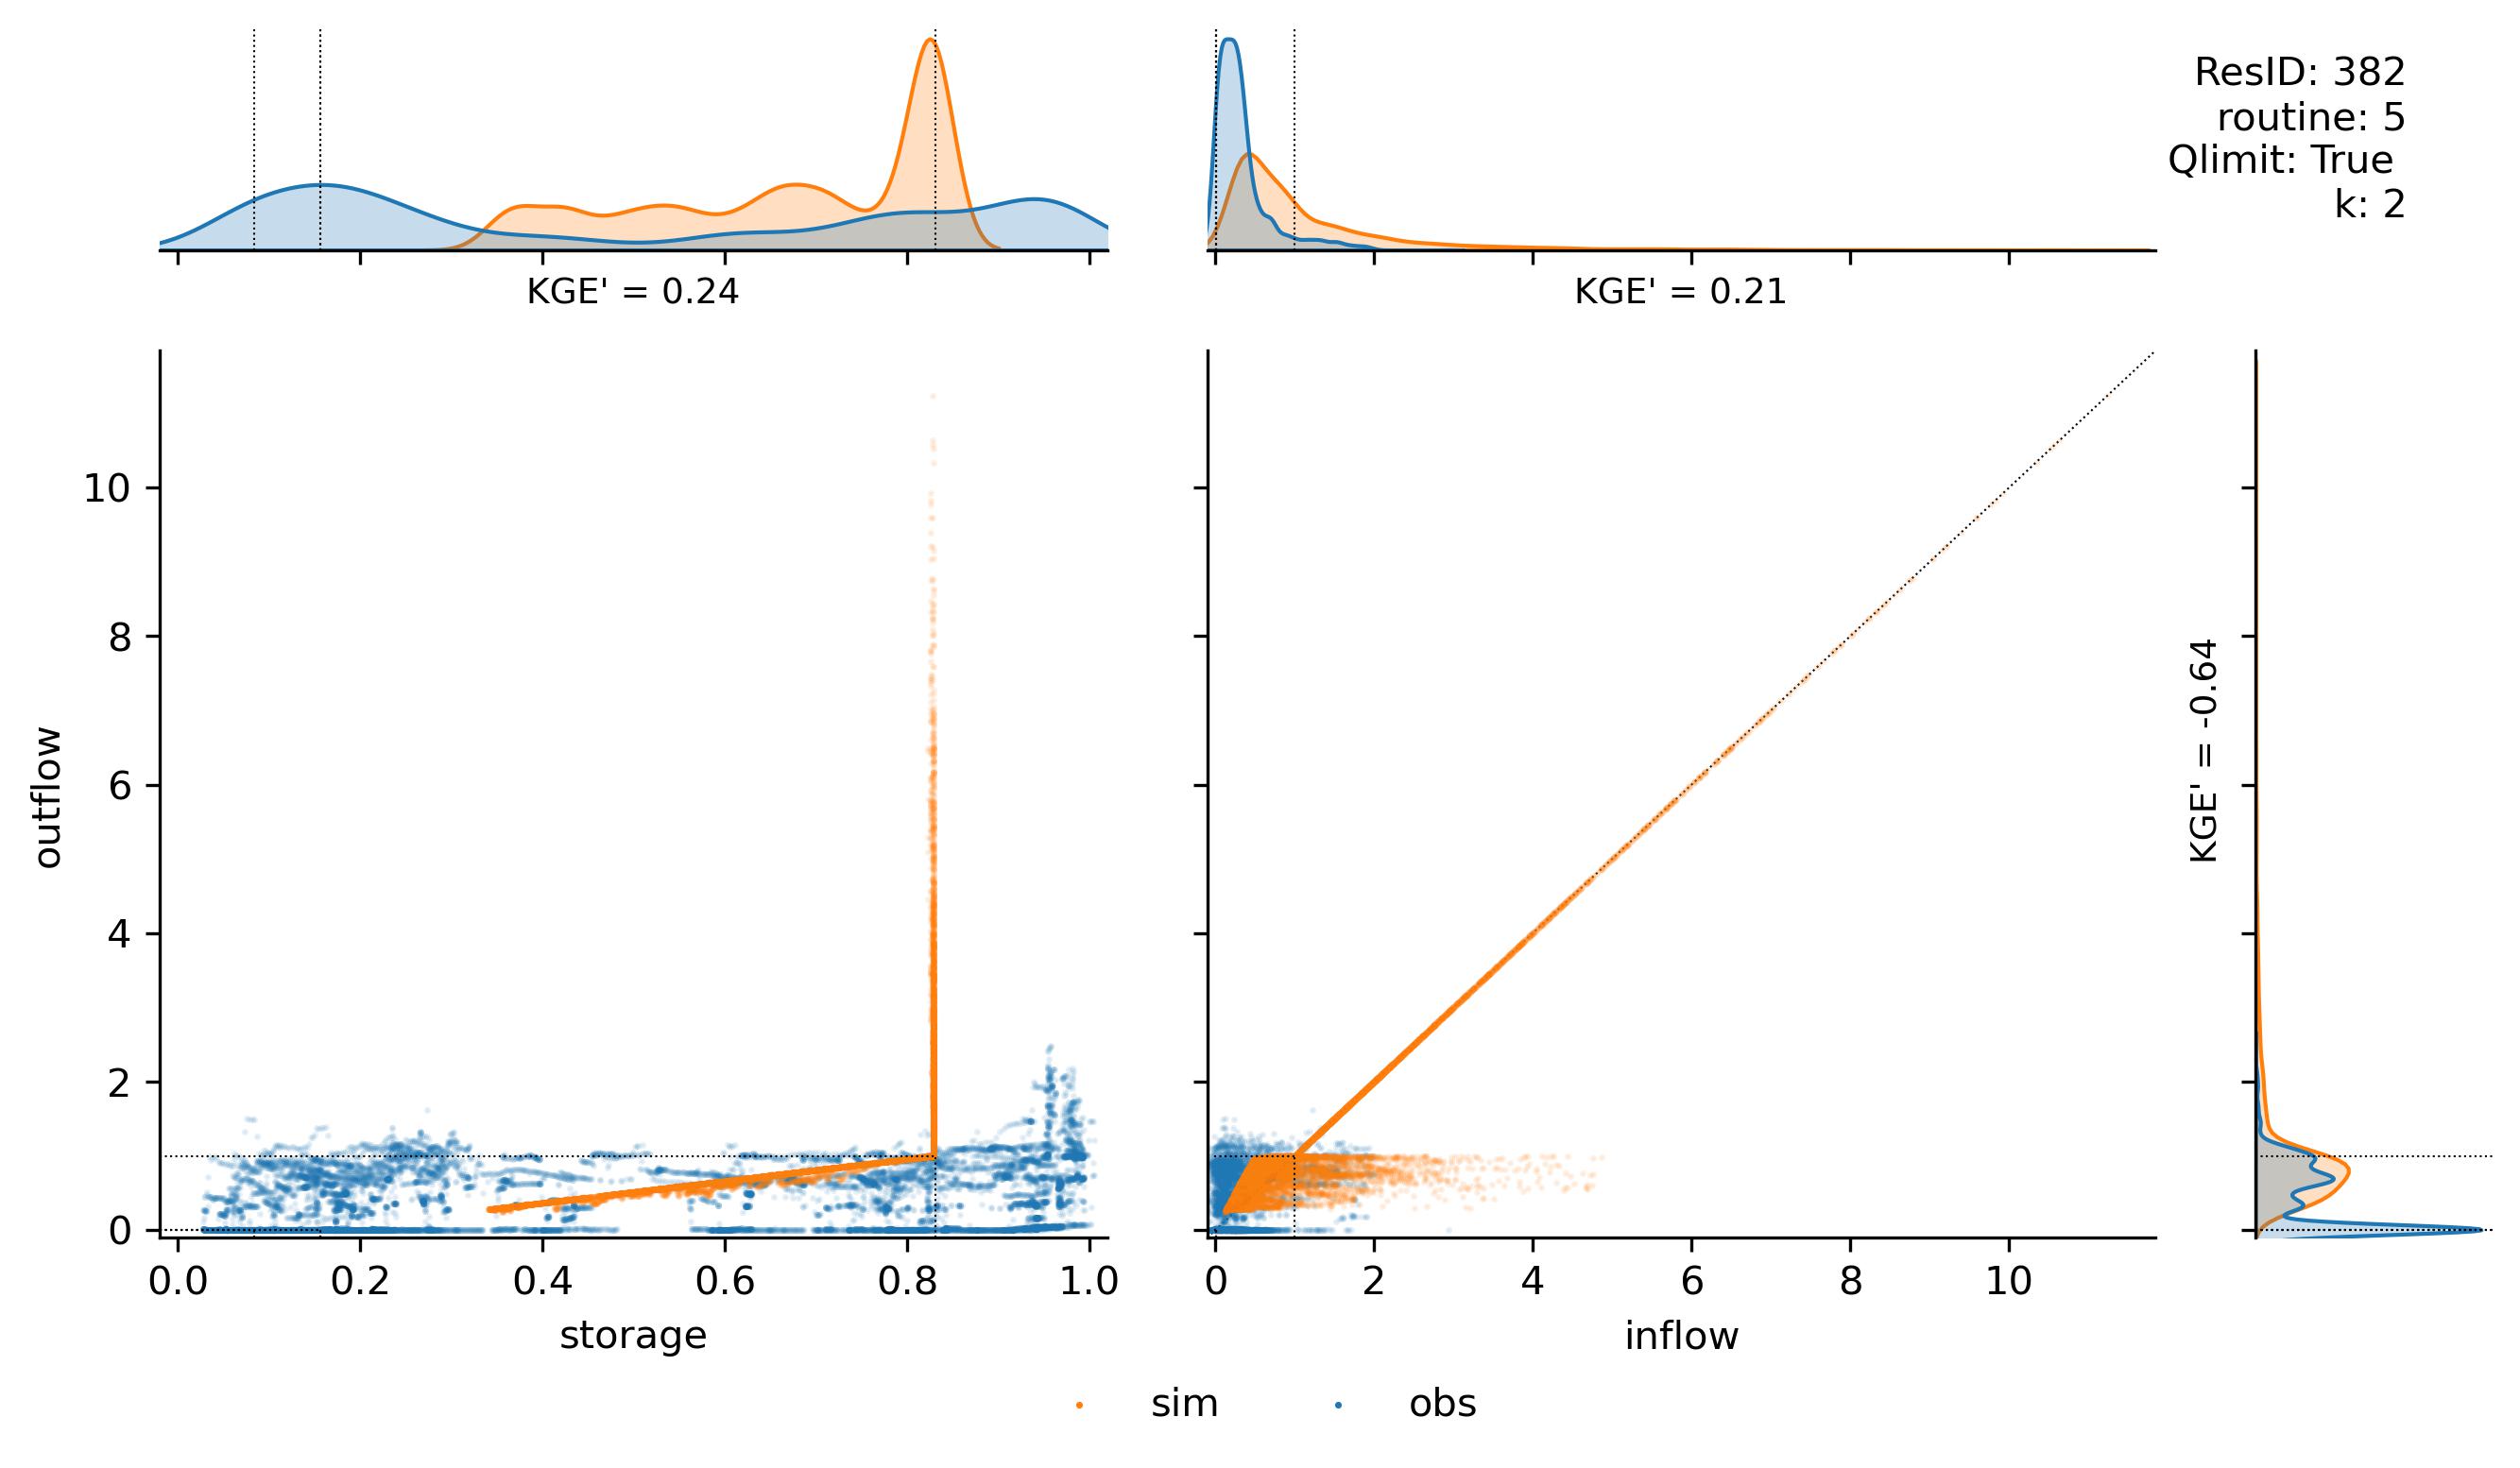 ResID: 382
routine: 5
Qlimit: True
k: 2
KGE' = 0.24
KGE' = 0.21
10
8
6
4
2
0
outflow
KGE' = -0.64
0.0 0.2 0.4 0.6 0.8 1.0
0 2 4 6 8 10
storage
inflow
sim obs